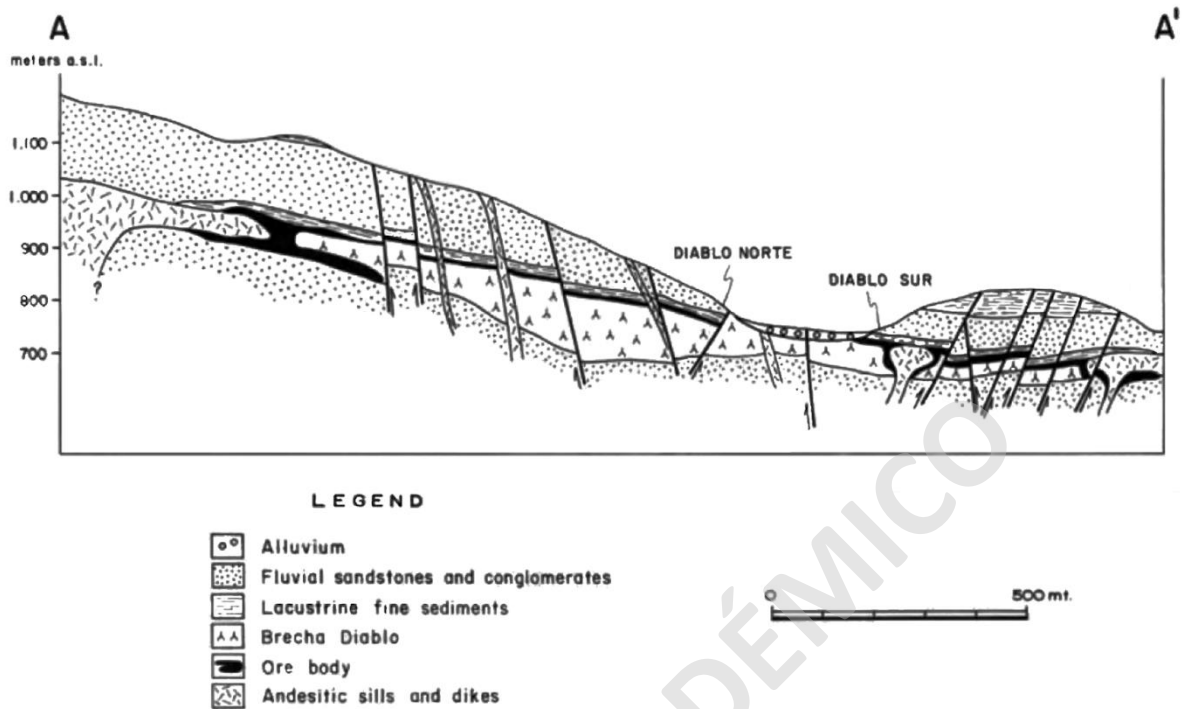 A A'
meters a.s.l.
1.100
1.000
900
800
700
?
DIABLO NORTE
DIABLO SUR
LEGEND
Alluvium
Fluvial sandstones and conglomerates
Lacustrine fine sediments
Brecha Diablo
Ore body
Andesitic sills and dikes
0 500 mt.
DÉMICO